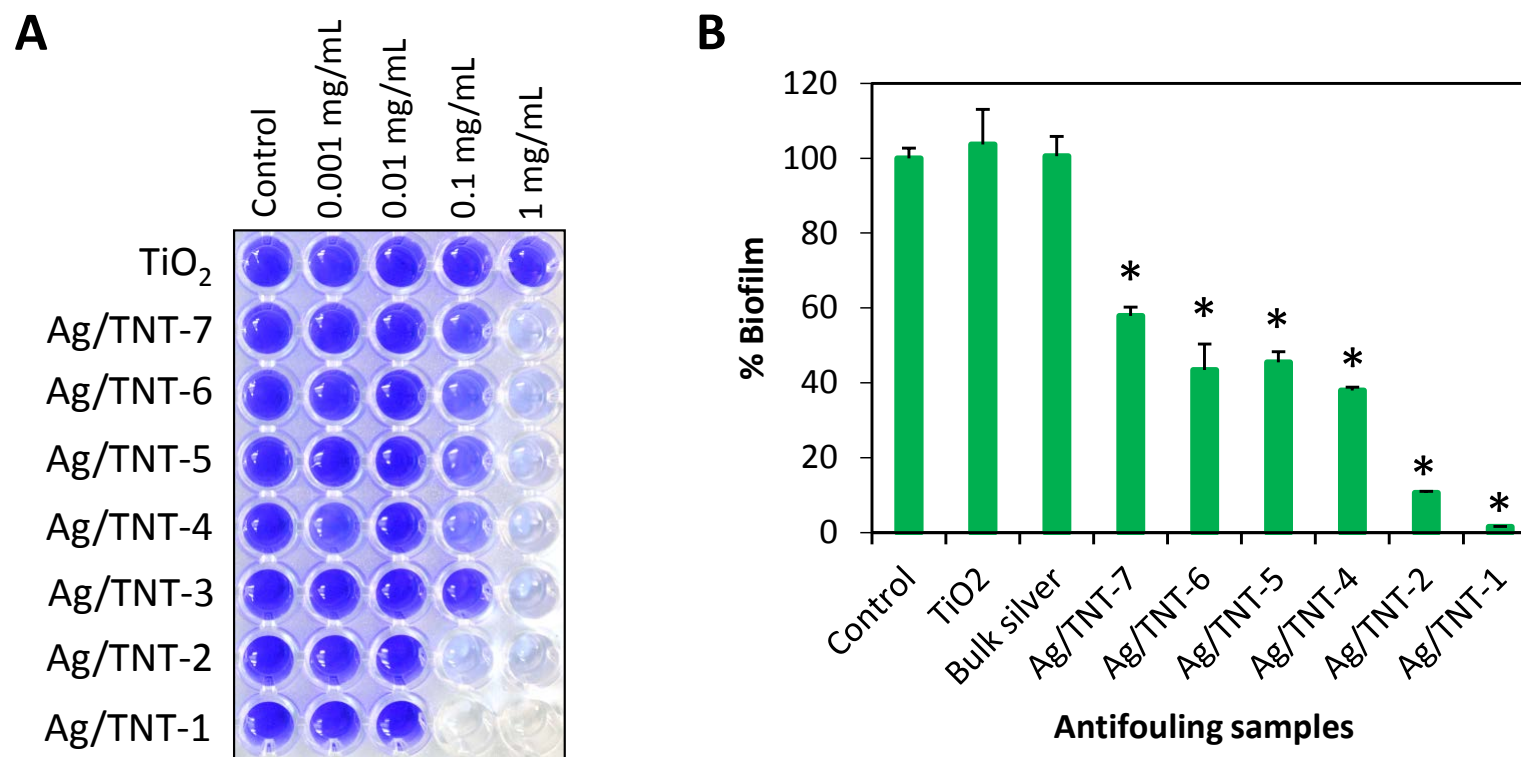 A
Control
0.001 mg/mL
0.01 mg/mL
0.1 mg/mL
1 mg/mL
TiO₂
Ag/TNT-7
Ag/TNT-6
Ag/TNT-5
Ag/TNT-4
Ag/TNT-3
Ag/TNT-2
Ag/TNT-1
B
% Biofilm
120
100
80
60
40
20
0
*
*
*
*
*
*
Control
TiO2
Bulk silver
Ag/TNT-7
Ag/TNT-6
Ag/TNT-5
Ag/TNT-4
Ag/TNT-2
Ag/TNT-1
Antifouling samples